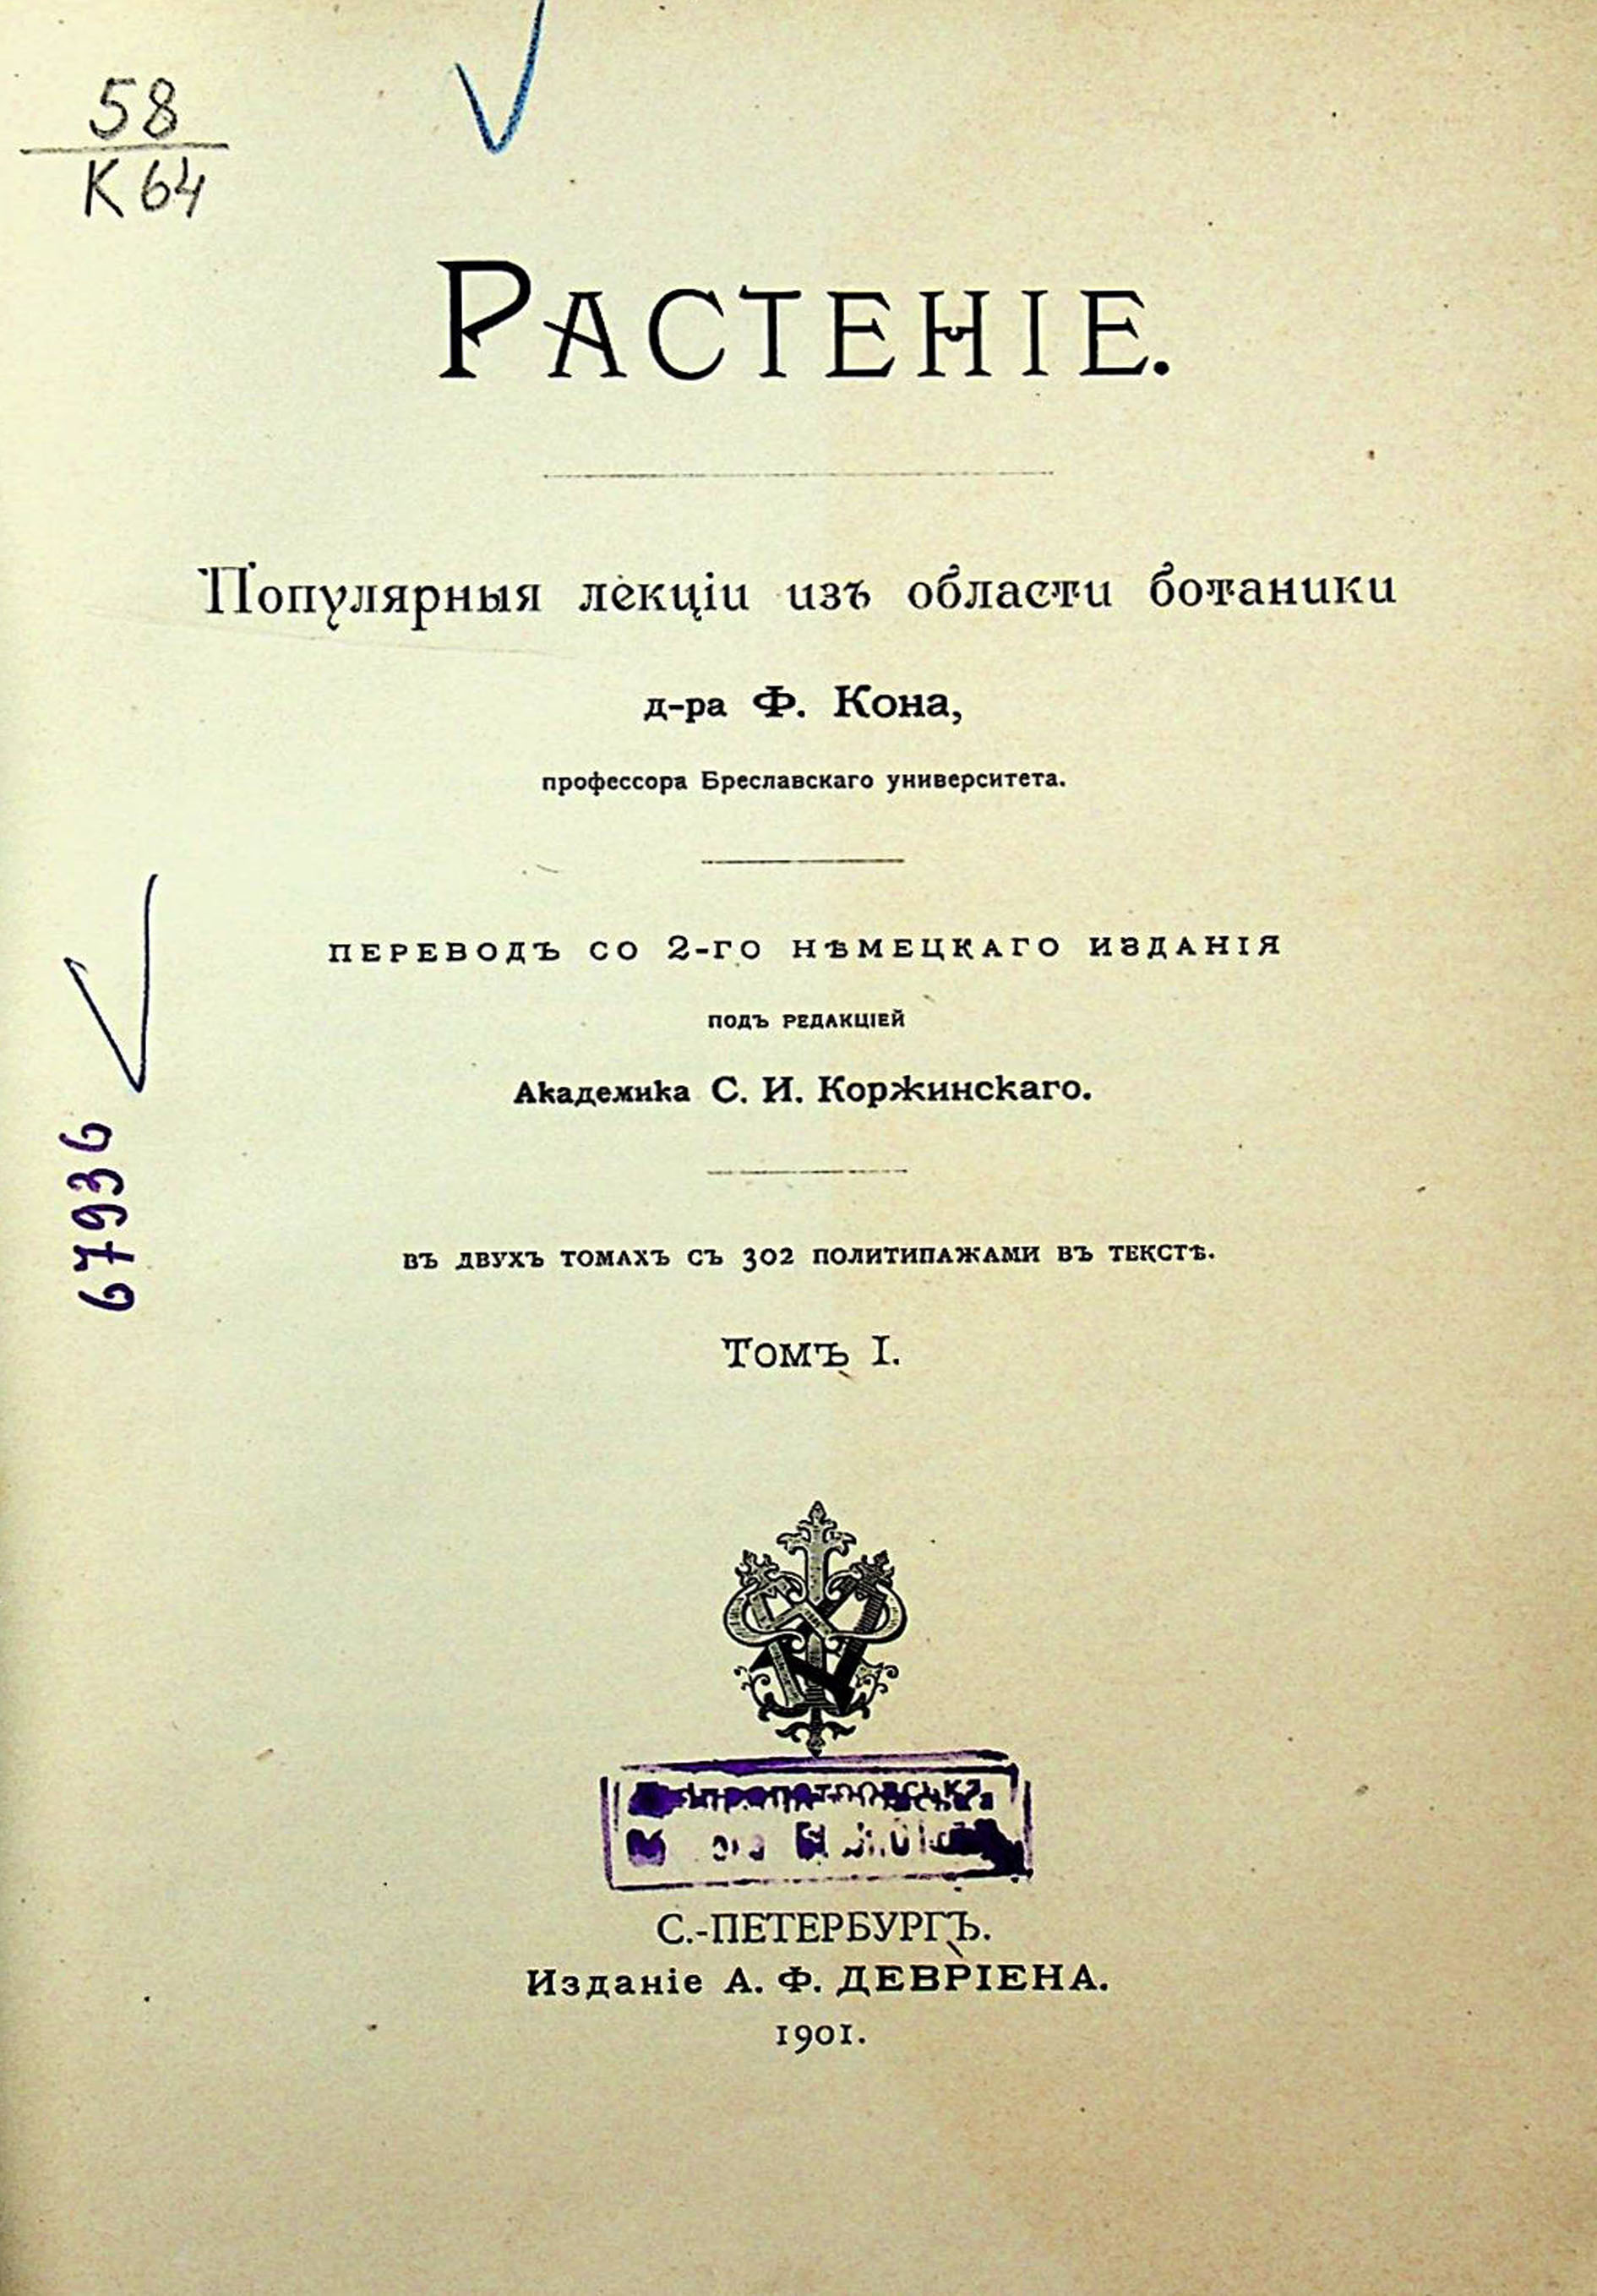 58
К 64
РАСТЕНІЕ.
Популярныя лекціи изъ области ботаники
д-ра Ф. Кона,
профессора Бреславскаго университета.
ПЕРЕВОДЪ СО 2-ГО НѢМЕЦКАГО ИЗДАНІЯ
ПОДЪ РЕДАКЦІЕЙ
Академика С. И. Коржинскаго.
67936
ВЪ ДВУХЪ ТОМАХЪ СЪ 302 ПОЛИТИПАЖАМИ ВЪ ТЕКСТѢ.
Томъ I.
С.-ПЕТЕРБУРГЪ.
Изданіе А. Ф. ДЕВРІЕНА.
1901.